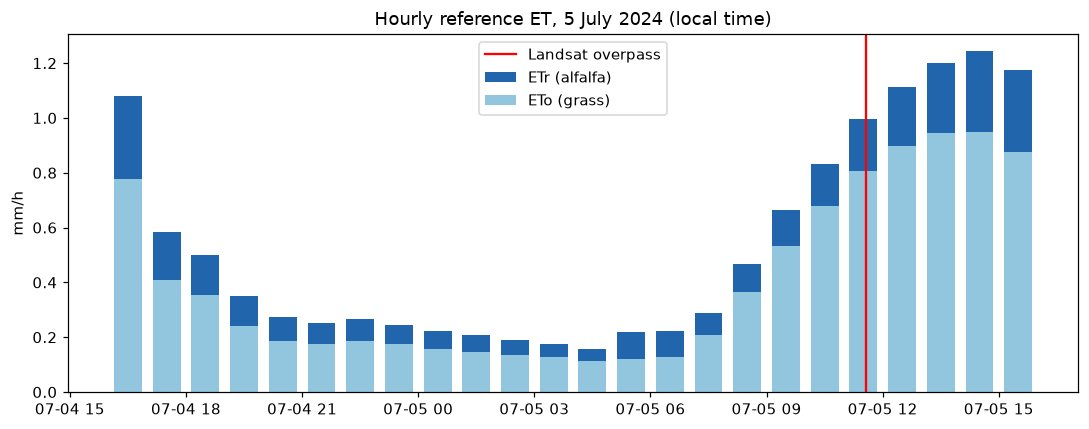 Hourly reference ET, 5 July 2024 (local time)
mm/h
1.2
1.0
0.8
0.6
0.4
0.2
0.0
Landsat overpass
ETr (alfalfa)
ETo (grass)
07-04 15 07-04 18 07-04 21 07-05 00 07-05 03 07-05 06 07-05 09 07-05 12 07-05 15